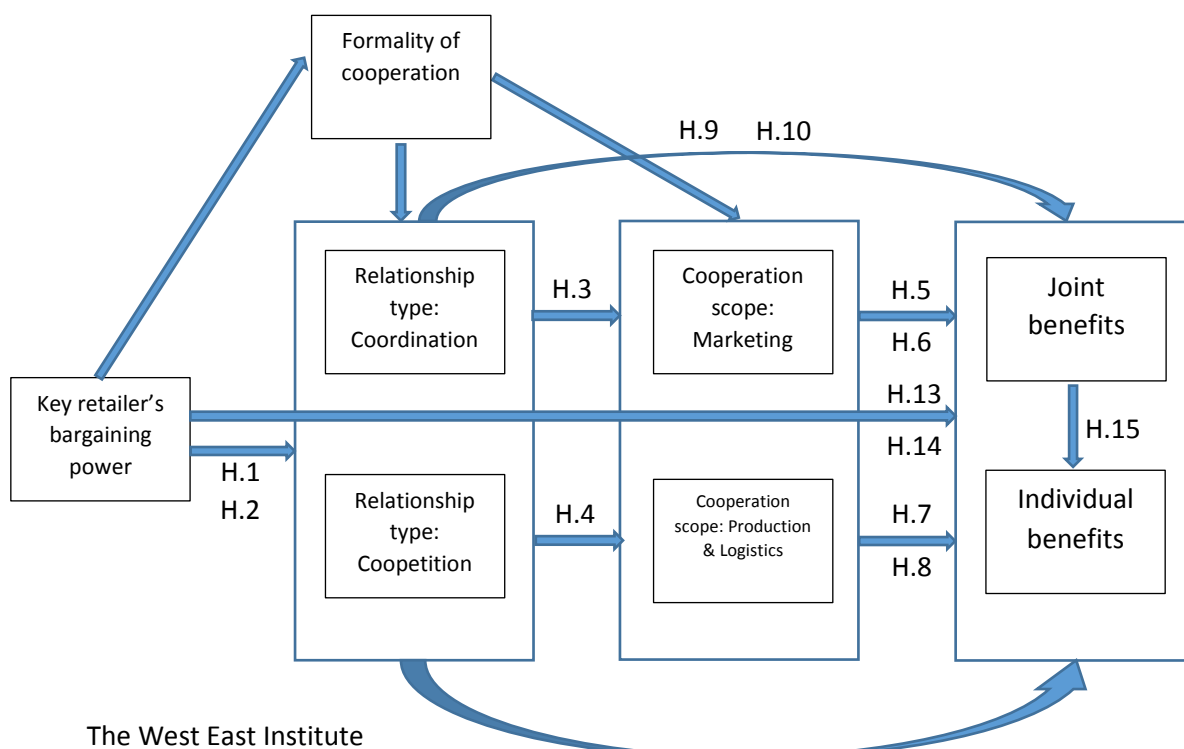 Formality of
cooperation
H.9 H.10
Relationship
type:
Coordination
H.3
Cooperation
scope:
Marketing
H.5
H.6
Joint
benefits
Key retailer’s
bargaining
power
H.13
H.14
H.15
H.1
H.2
Relationship
type:
Coopetition
H.4
Cooperation
scope: Production
& Logistics
H.7
H.8
Individual
benefits
The West East Institute